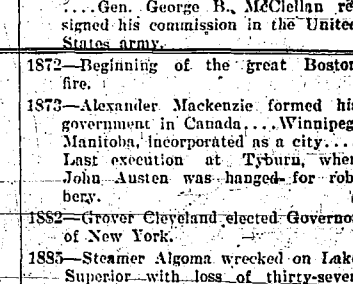 ....Gen. George B. McClellan re
signed his commission in the United
States army.
1872—Beginning of the great Boston
fire.
1873—Alexander Mackenzie formed his
government in Canada....Winnipeg,
Manitoba, incorporated as a city....
Last execution at Tyburn, when
John Austen was hanged for rob
bery.
1882—Grover Cleveland elected Governor
of New York.
1885—Steamer Algoma wrecked on Lake
Superior with loss of thirty-seven